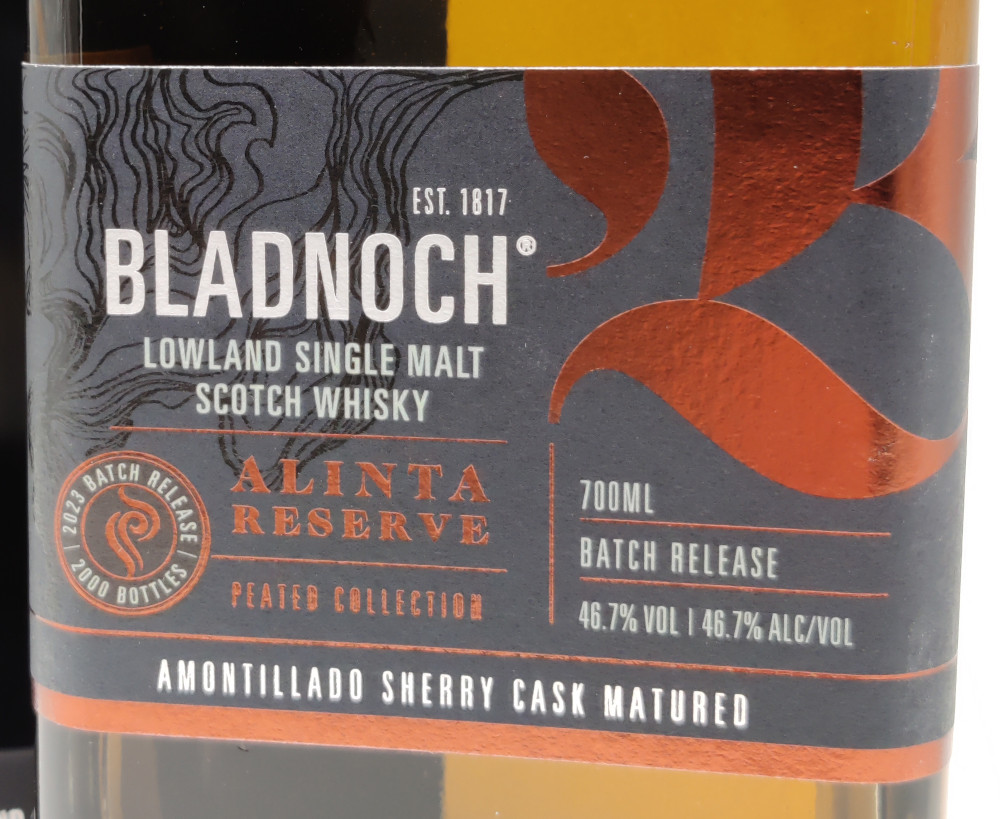 EST. 1817
BLADNOCH®
LOWLAND SINGLE MALT
SCOTCH WHISKY
2023 BATCH RELEASE | 2000 BOTTLES |
ALINTA
RESERVE
PEATED COLLECTION
700ML
BATCH RELEASE
46.7% VOL | 46.7% ALC/VOL
AMONTILLADO SHERRY CASK MATURED